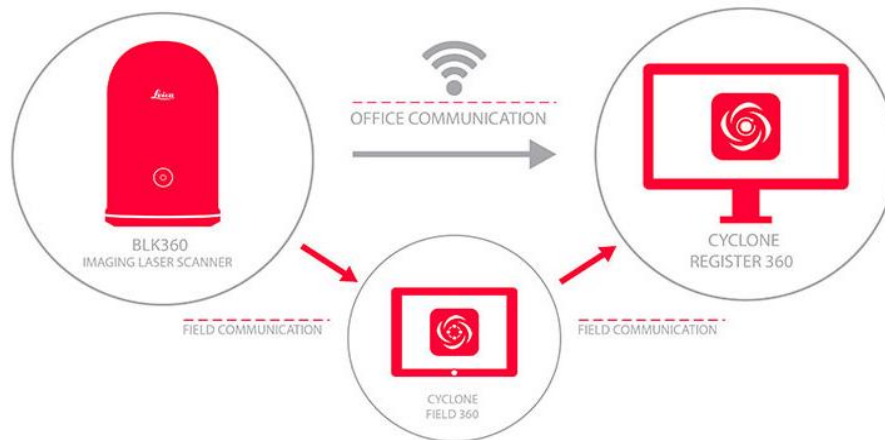 Leica
OFFICE COMMUNICATION
BLK360
IMAGING LASER SCANNER
CYCLONE
REGISTER 360
FIELD COMMUNICATION
FIELD COMMUNICATION
CYCLONE
FIELD 360